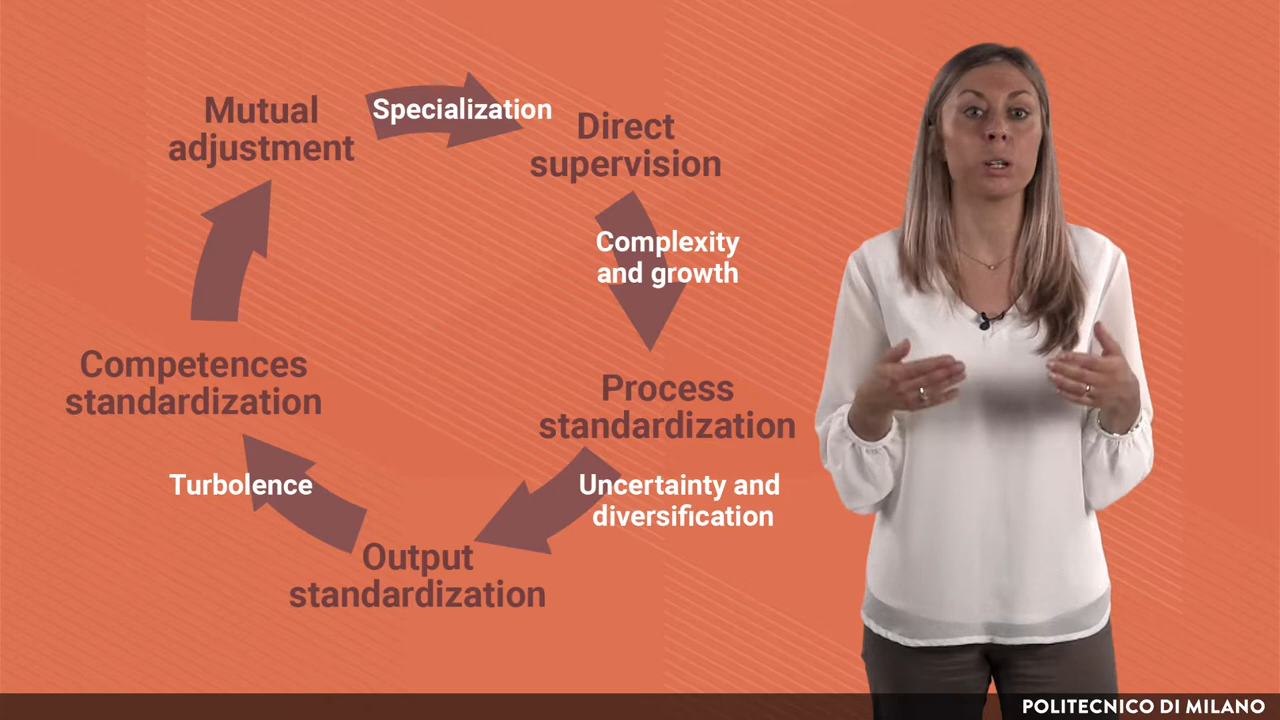 Mutual
adjustment
Specialization
Direct
supervision
Complexity
and growth
Process
standardization
Uncertainty and
diversification
Output
standardization
Turbolence
Competences
standardization
POLITECNICO DI MILANO